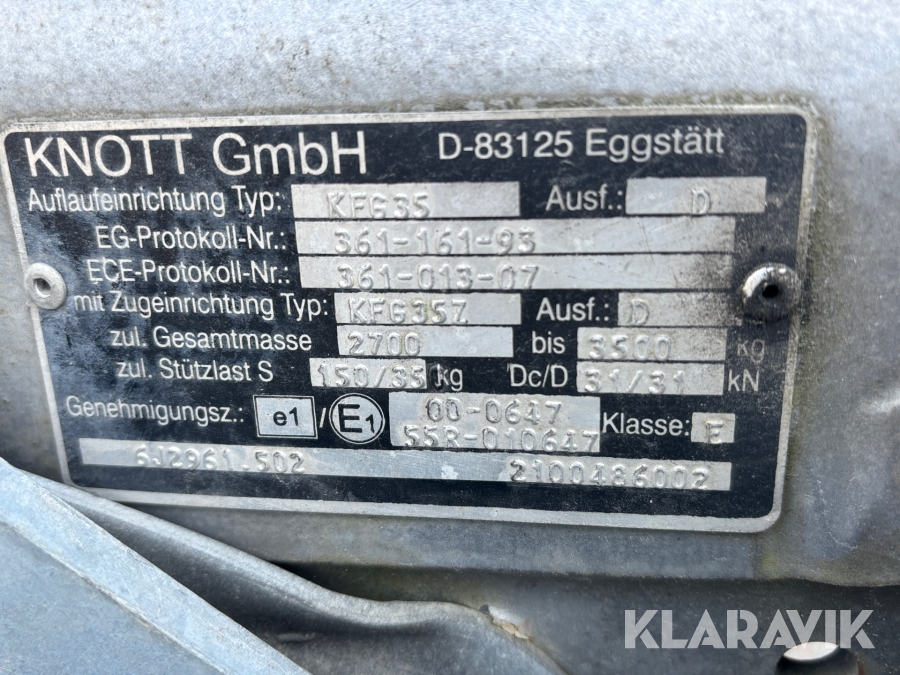 KNOTT GmbH D-83125 Eggstätt
Auflaufeinrichtung Typ: KFG35 Ausf.: D
EG-Protokoll-Nr.: 361-161-93
ECE-Protokoll-Nr.: 361-013-07
mit Zugeinrichtung Typ: KFG35Z Ausf.: D
zul. Gesamtmasse 2700 bis 3500 kg
zul. Stützlast S 150/350 kg Dc/D 31/31 kN
Genehmigungsz.: e1 / E1 00-0647 Klasse: E
55R-010647
6J2961.502 2100486002
KLARAVIK